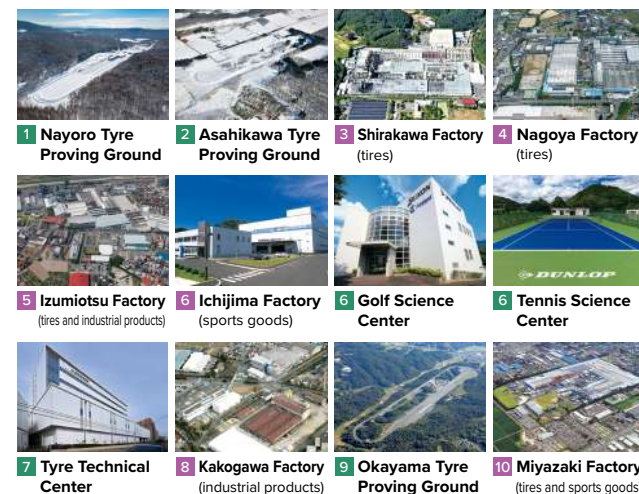 1 Nayoro Tyre
Proving Ground
2 Asahikawa Tyre
Proving Ground
3 Shirakawa Factory
(tires)
4 Nagoya Factory
(tires)
5 Izumiotsu Factory
(tires and industrial products)
6 Ichijima Factory
(sports goods)
6 Golf Science
Center
DUNLOP
6 Tennis Science
Center
7 Tyre Technical
Center
8 Kakogawa Factory
(industrial products)
9 Okayama Tyre
Proving Ground
10 Miyazaki Factory
(tires and sports goods